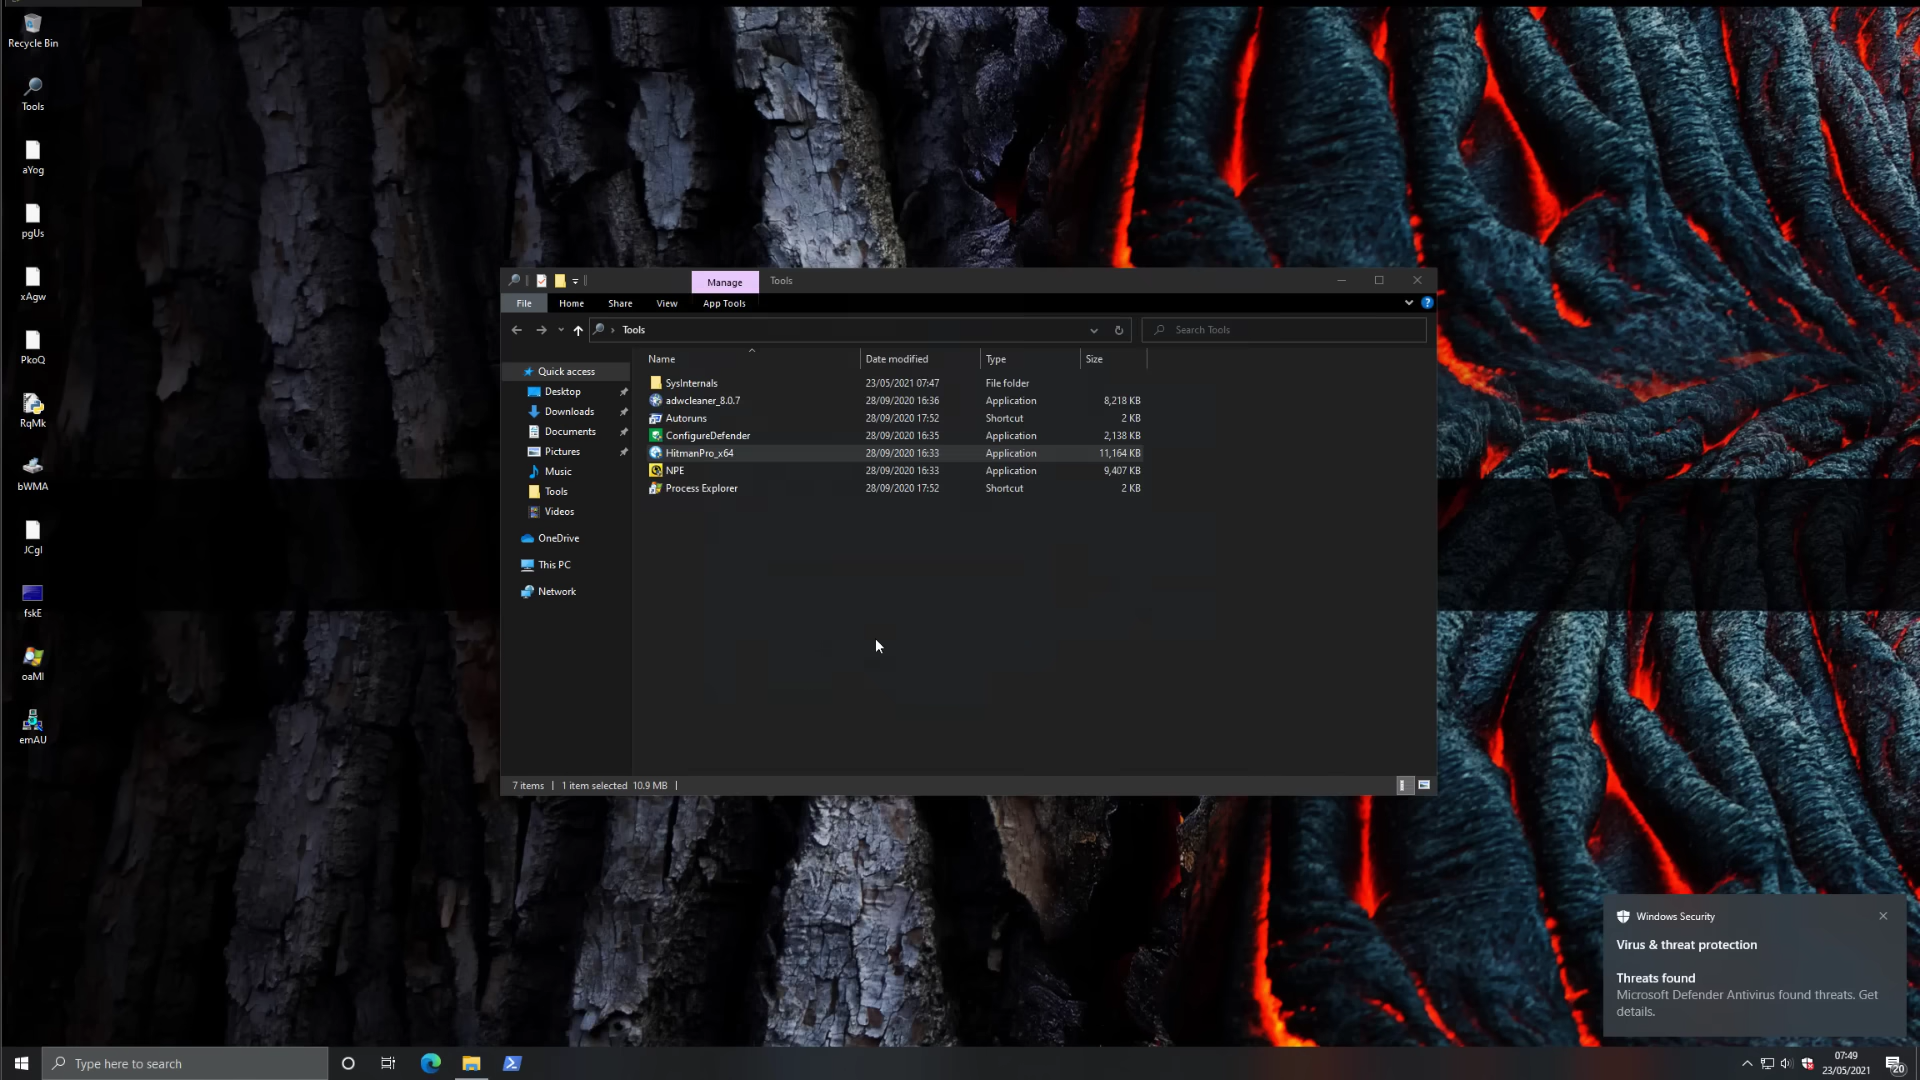 Recycle Bin
Tools
aYog
pgUs
xAgw
PkoQ
RqMk
bWMA
JCgl
fskE
oaMl
emAU
Manage Tools
File Home Share View App Tools
Tools
Search Tools
Name Date modified Type Size
Quick access
Desktop
Downloads
Documents
Pictures
Music
Tools
Videos
OneDrive
This PC
Network
SysInternals 23/05/2021 07:47 File folder
adwcleaner_8.0.7 28/09/2020 16:36 Application 8,218 KB
Autoruns 28/09/2020 17:52 Shortcut 2 KB
ConfigureDefender 28/09/2020 16:35 Application 2,138 KB
HitmanPro_x64 28/09/2020 16:33 Application 11,164 KB
NPE 28/09/2020 16:33 Application 9,407 KB
Process Explorer 28/09/2020 17:52 Shortcut 2 KB
7 items 1 item selected 10.9 MB
Windows Security
Virus & threat protection
Threats found
Microsoft Defender Antivirus found threats. Get
details.
Type here to search
07:49
23/05/2021
20